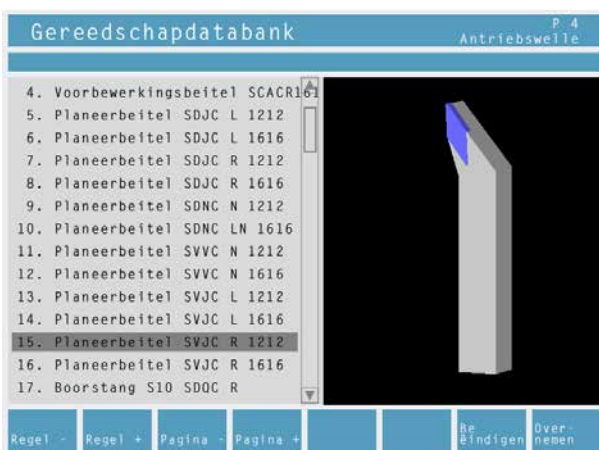 Gereedschapdatabank
P 4
Antriebswelle
4. Voorbewerkingsbeitel SCACR161
5. Planeerbeitel SDJC L 1212
6. Planeerbeitel SDJC L 1616
7. Planeerbeitel SDJC R 1212
8. Planeerbeitel SDJC R 1616
9. Planeerbeitel SDNC N 1212
10. Planeerbeitel SDNC LN 1616
11. Planeerbeitel SVVC N 1212
12. Planeerbeitel SVVC N 1616
13. Planeerbeitel SVJC L 1212
14. Planeerbeitel SVJC L 1616
15. Planeerbeitel SVJC R 1212
16. Planeerbeitel SVJC R 1616
17. Boorstang S10 SDQC R
Regel - Regel + Pagina - Pagina + Be Over-
ëindigen nemen